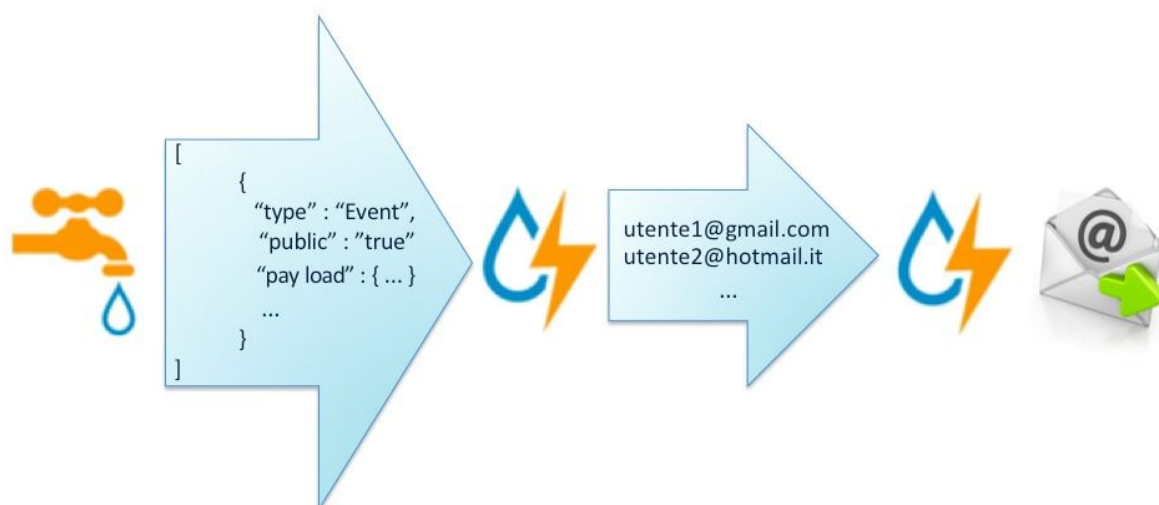 [
{
“type” : “Event”,
“public” : ”true”
“pay load” : { ... }
...
}
]
utente1@gmail.com
utente2@hotmail.it
...
@